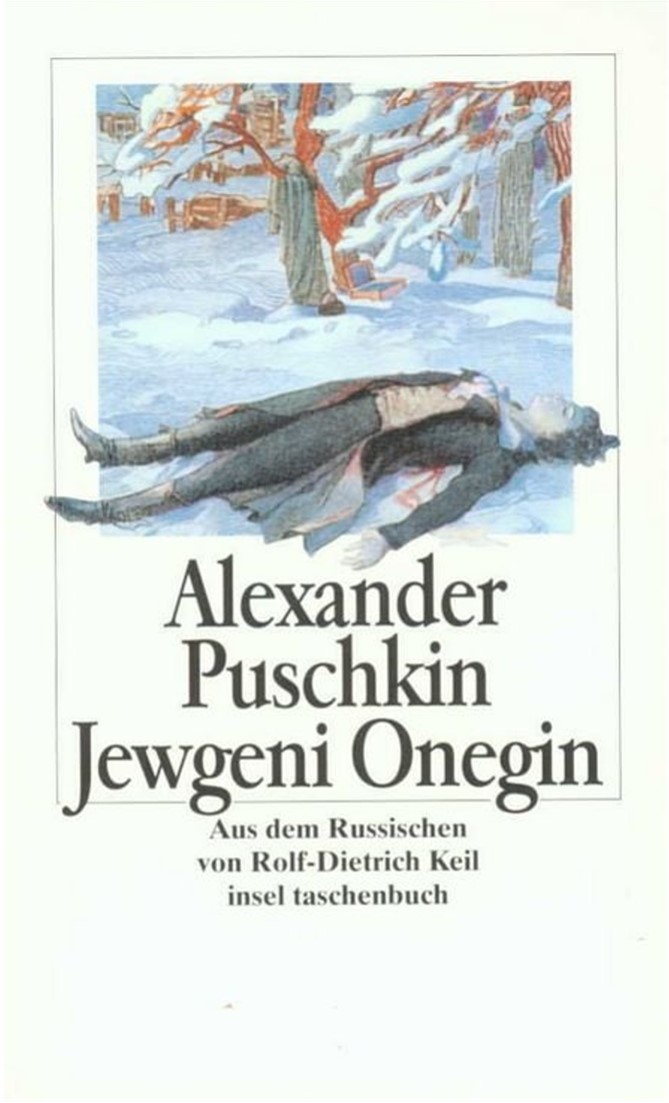 Alexander
Puschkin
Jewgeni Onegin
Aus dem Russischen
von Rolf-Dietrich Keil
insel taschenbuch